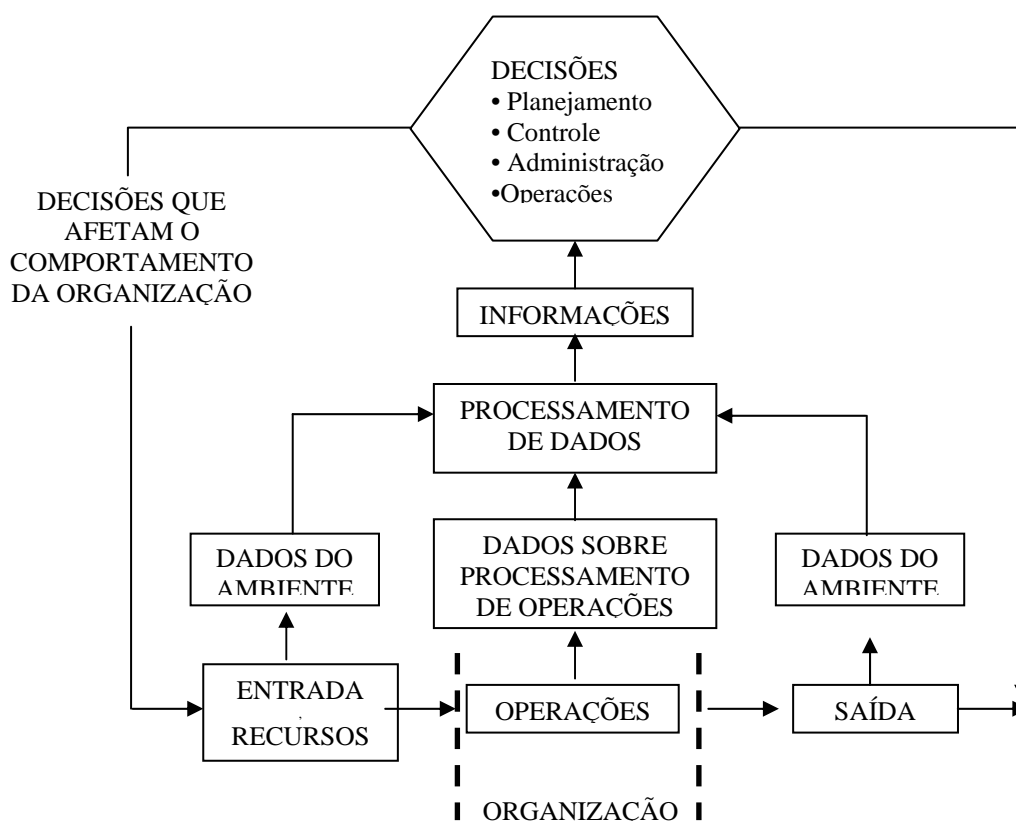 DECISÕES
• Planejamento
• Controle
• Administração
•Operações
DECISÕES QUE
AFETAM O
COMPORTAMENTO
DA ORGANIZAÇÃO
INFORMAÇÕES
PROCESSAMENTO
DE DADOS
DADOS DO
AMBIENTE
DADOS SOBRE
PROCESSAMENTO
DE OPERAÇÕES
DADOS DO
AMBIENTE
ENTRADA
RECURSOS
OPERAÇÕES
SAÍDA
ORGANIZAÇÃO